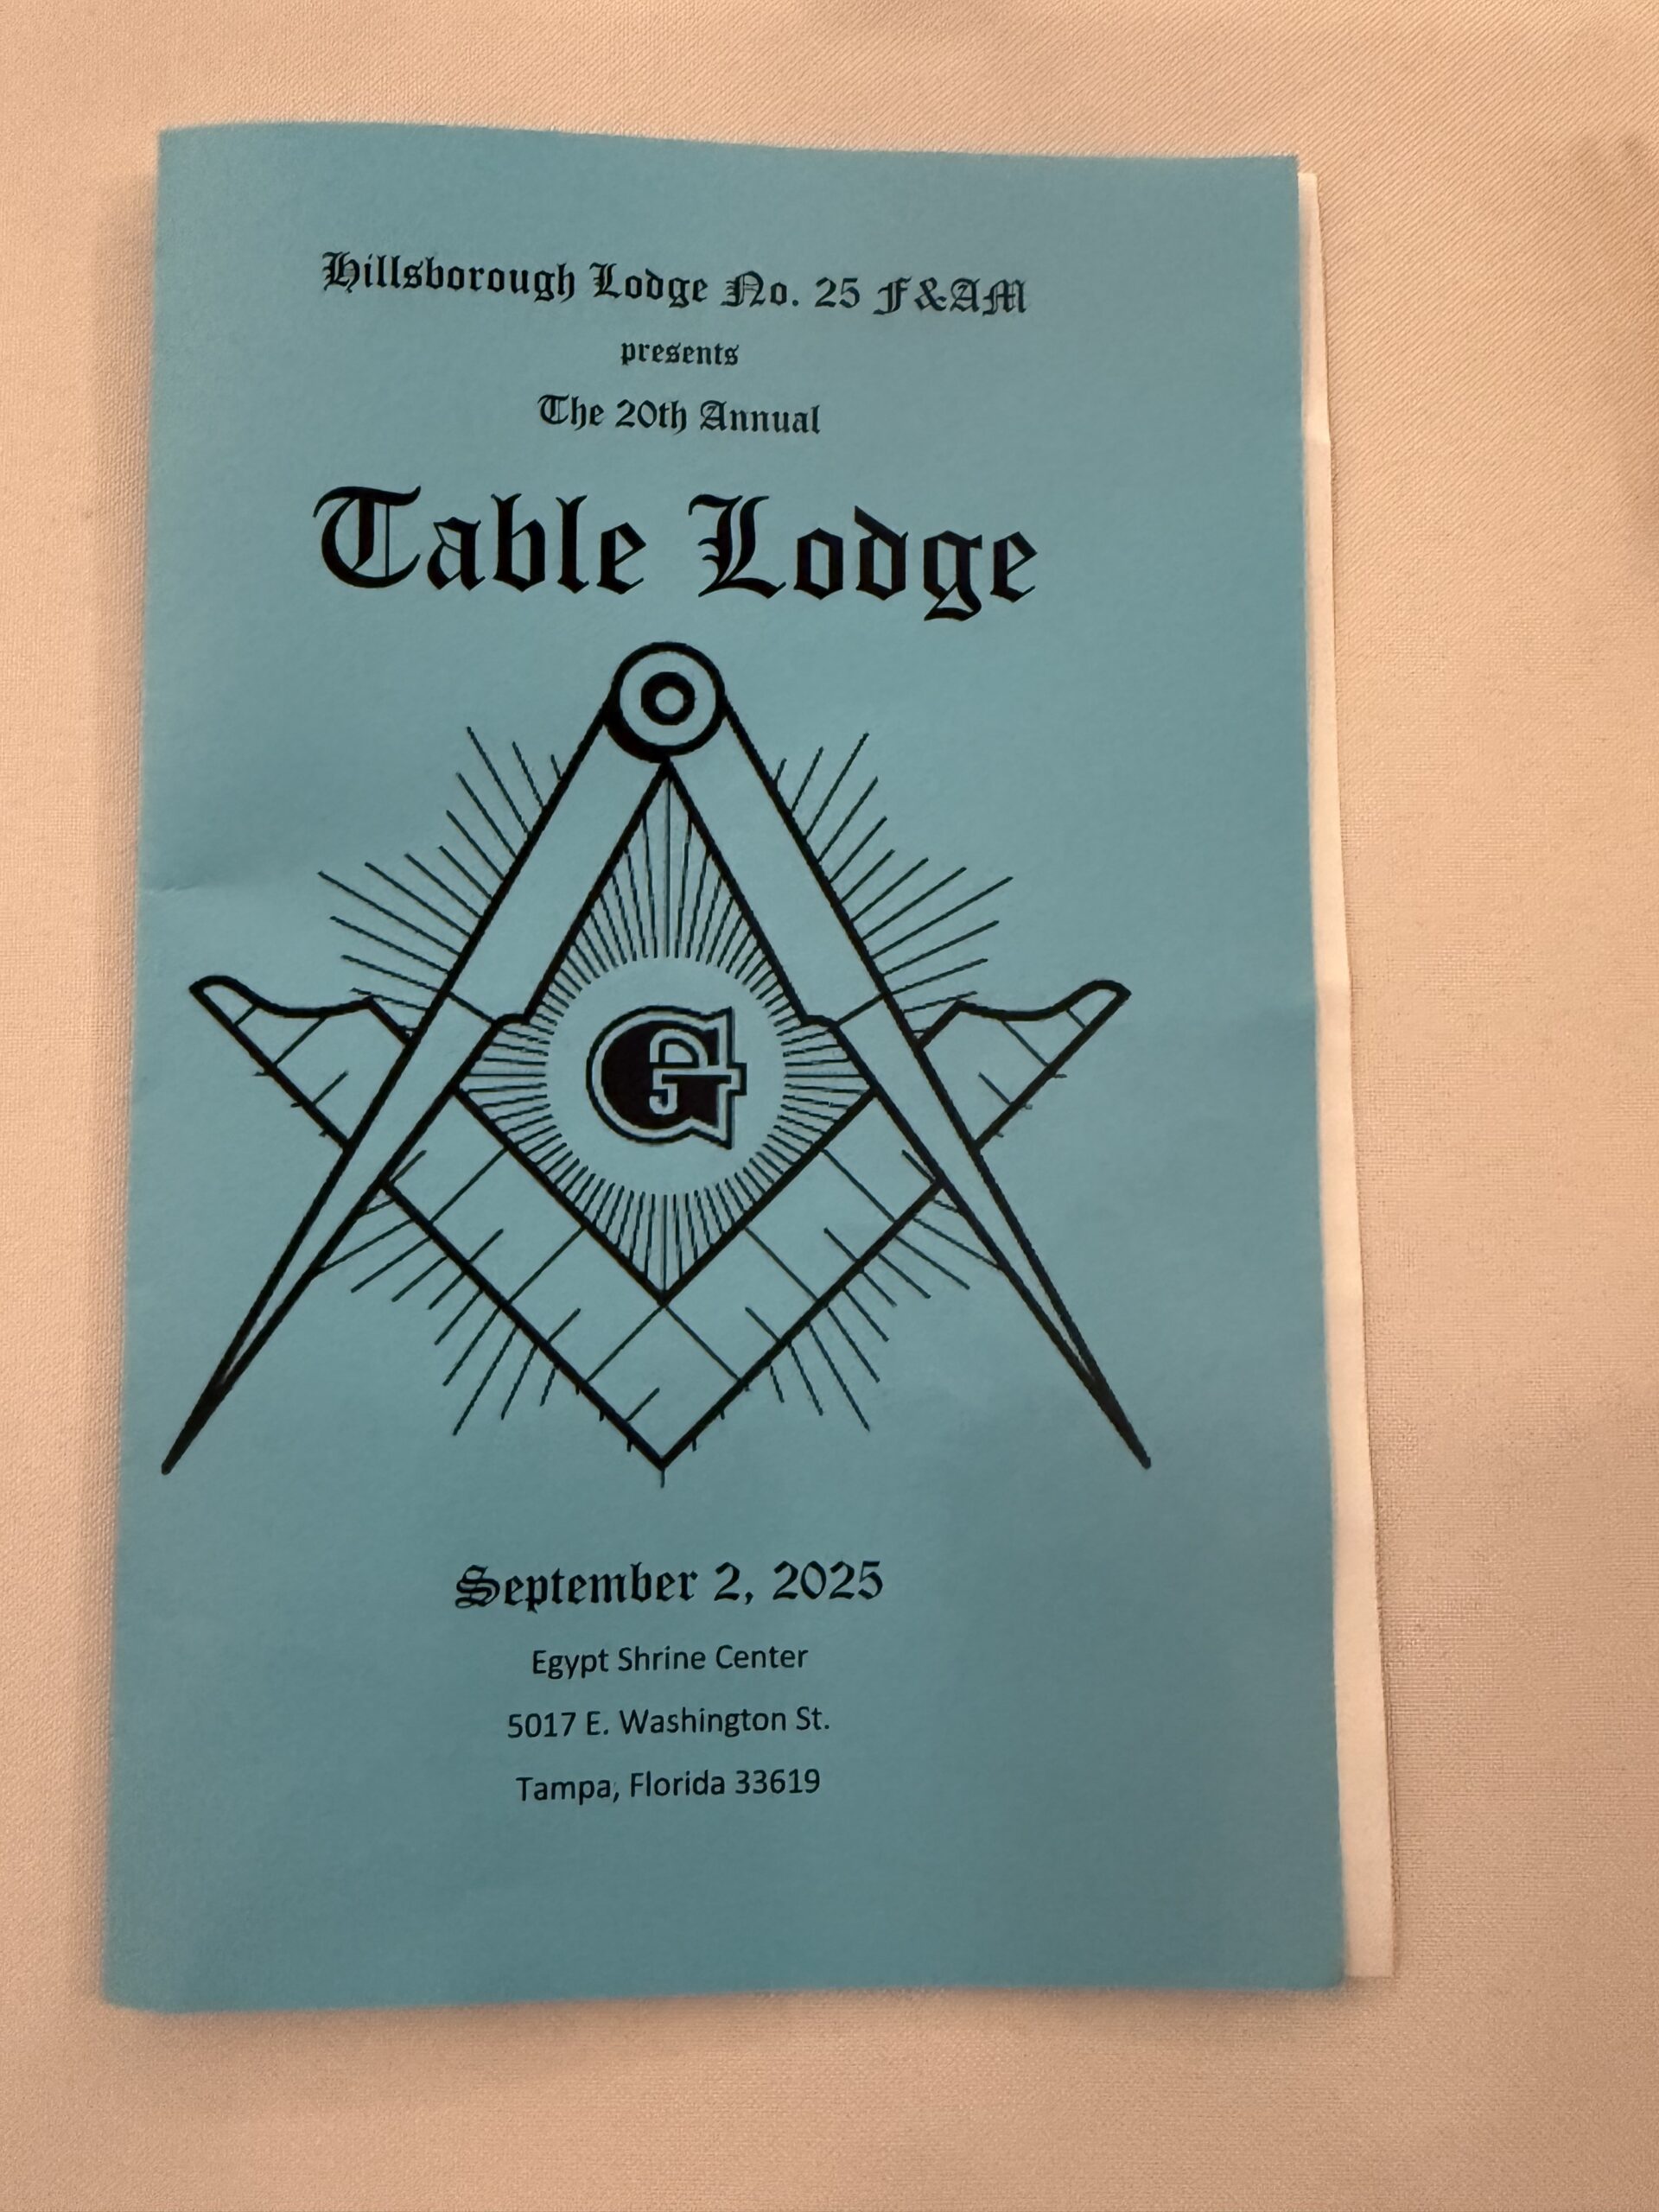 Hillsborough Lodge No. 25 F&AM
presents
The 20th Annual
Table Lodge
G
September 2, 2025
Egypt Shrine Center
5017 E. Washington St.
Tampa, Florida 33619